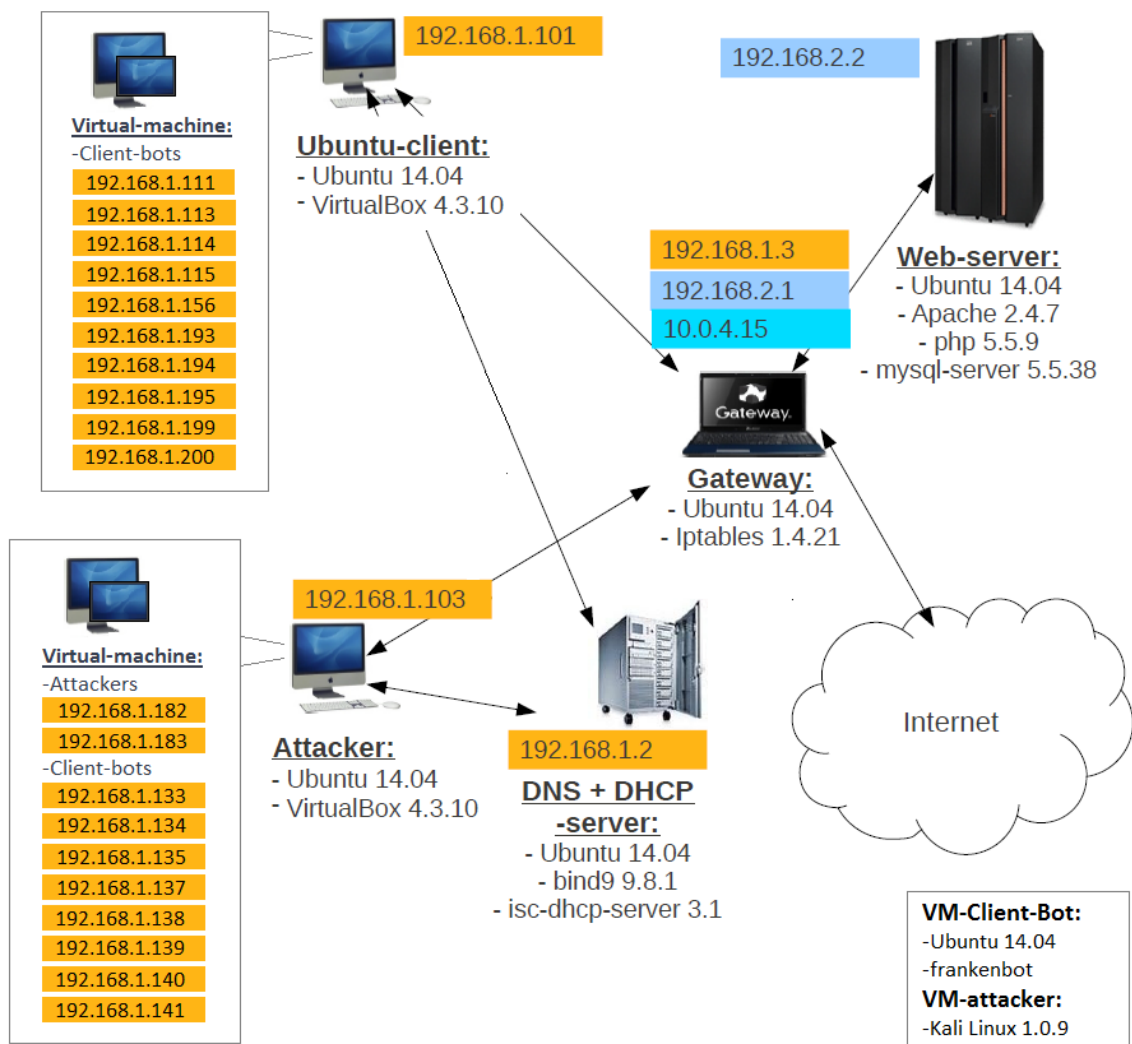 192.168.1.101
Virtual-machine:
-Client-bots
192.168.1.111
192.168.1.113
192.168.1.114
192.168.1.115
192.168.1.156
192.168.1.193
192.168.1.194
192.168.1.195
192.168.1.199
192.168.1.200
Ubuntu-client:
- Ubuntu 14.04
- VirtualBox 4.3.10
192.168.2.2
Web-server:
- Ubuntu 14.04
- Apache 2.4.7
- php 5.5.9
- mysql-server 5.5.38
192.168.1.3
192.168.2.1
10.0.4.15
Gateway.
Gateway:
- Ubuntu 14.04
- Iptables 1.4.21
Virtual-machine:
-Attackers
192.168.1.182
192.168.1.183
-Client-bots
192.168.1.133
192.168.1.134
192.168.1.135
192.168.1.137
192.168.1.138
192.168.1.139
192.168.1.140
192.168.1.141
192.168.1.103
Attacker:
- Ubuntu 14.04
- VirtualBox 4.3.10
192.168.1.2
DNS + DHCP
-server:
- Ubuntu 14.04
- bind9 9.8.1
- isc-dhcp-server 3.1
Internet
VM-Client-Bot:
-Ubuntu 14.04
-frankenbot
VM-attacker:
-Kali Linux 1.0.9